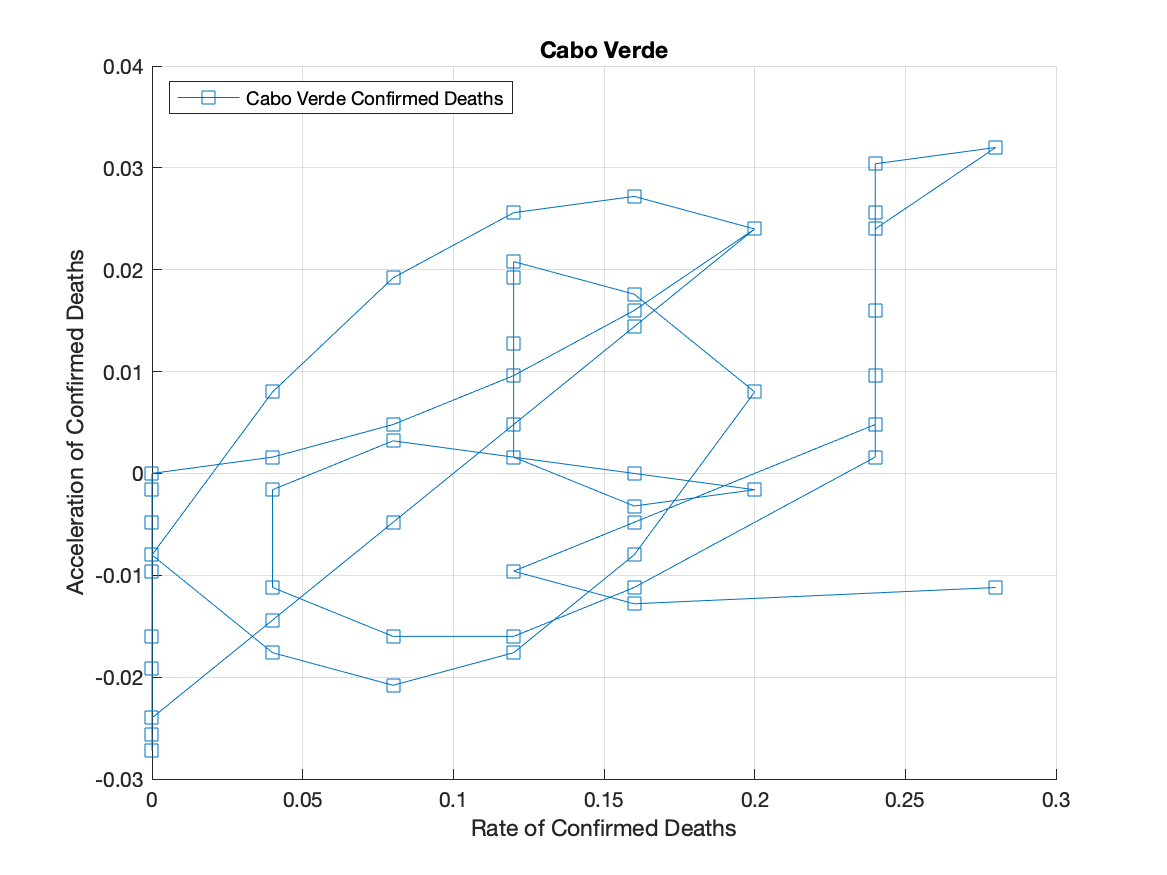 Cabo Verde
0.04
Cabo Verde Confirmed Deaths
0.03
0.02
0.01
0
-0.01
-0.02
-0.03
Acceleration of Confirmed Deaths
0 0.05 0.1 0.15 0.2 0.25 0.3
Rate of Confirmed Deaths